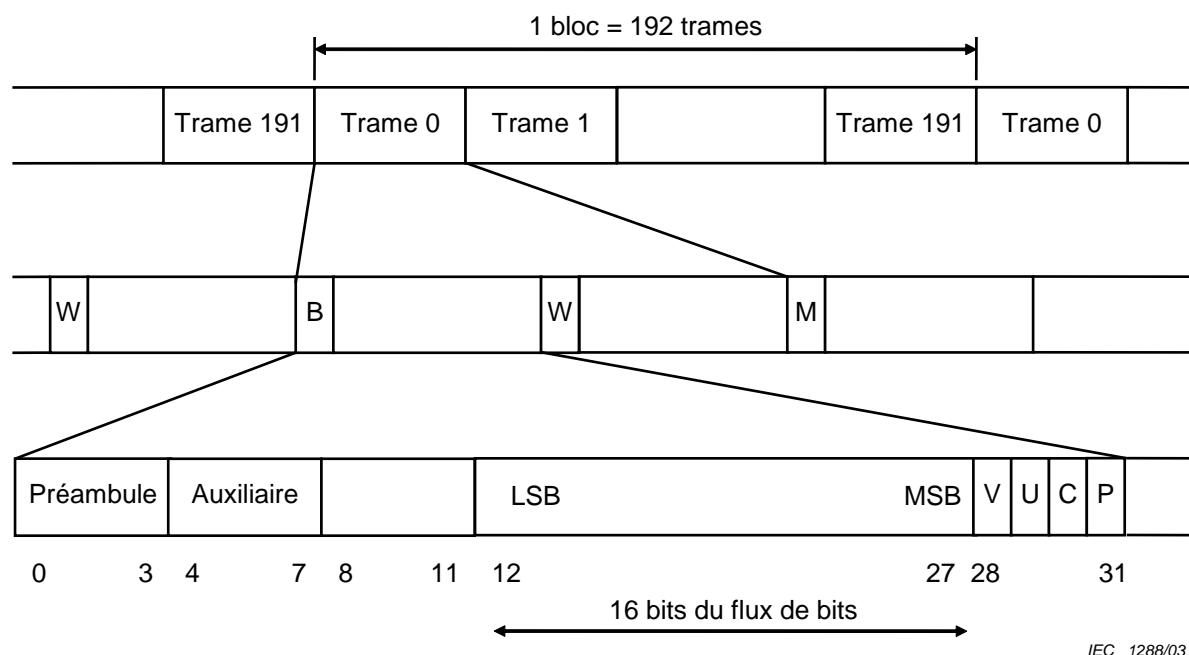 1 bloc = 192 trames
Trame 191 Trame 0 Trame 1 Trame 191 Trame 0
W B W M
Préambule Auxiliaire LSB MSB V U C P
0 3 4 7 8 11 12 27 28 31
16 bits du flux de bits
IEC 1288/03